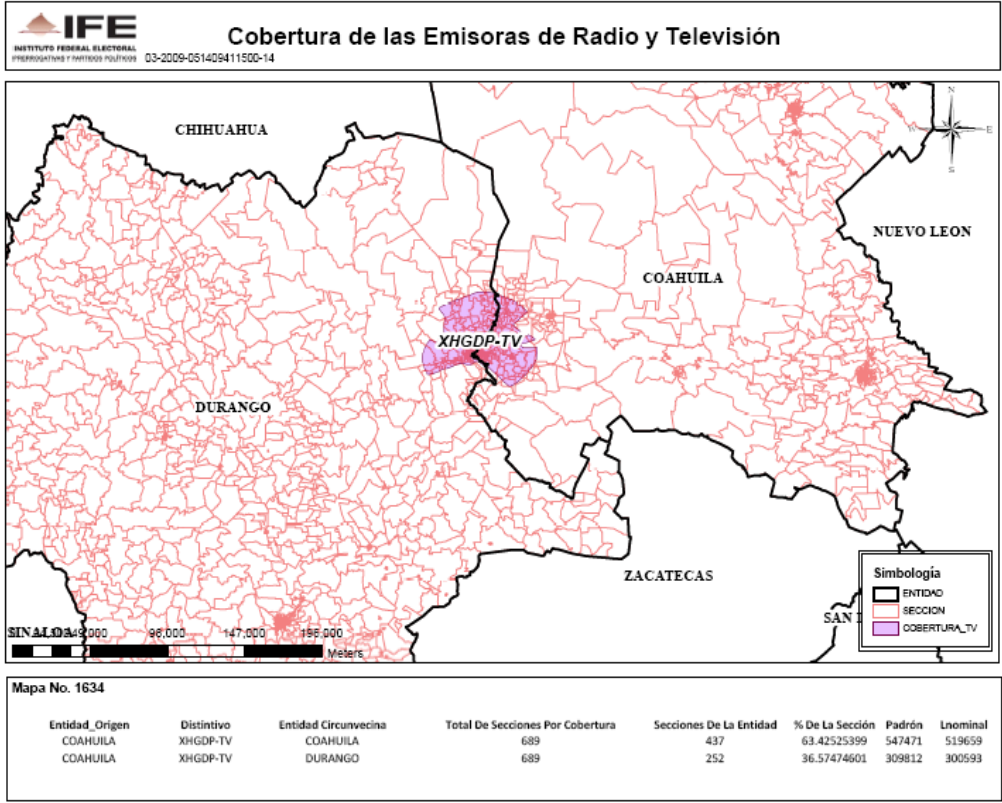 IFE
INSTITUTO FEDERAL ELECTORAL
PRERROGATIVAS Y PARTIDOS POLÍTICOS
03-2009-051409411500-14
Cobertura de las Emisoras de Radio y Televisión
CHIHUAHUA
N
W
E
S
NUEVO LEON
COAHUILA
XHGDP-TV
DURANGO
ZACATECAS
SAN
SINALOA
98,000
147,000
196,000
Meters
Simbología
ENTIDAD
SECCION
COBERTURA_TV
Mapa No. 1634
Entidad_Origen Distintivo Entidad Circunvecina Total De Secciones Por Cobertura Secciones De La Entidad % De La Sección Padrón Lnominal
COAHUILA XHGDP-TV COAHUILA 689 437 63.42525399 547471 519659
COAHUILA XHGDP-TV DURANGO 689 252 36.57474601 309812 300593